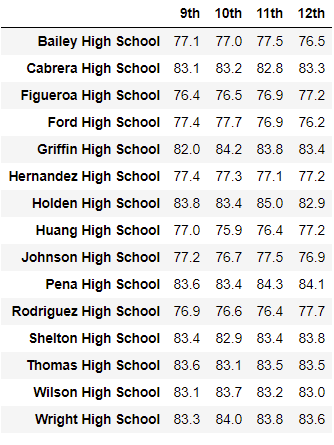 9th 10th 11th 12th
Bailey High School 77.1 77.0 77.5 76.5
Cabrera High School 83.1 83.2 82.8 83.3
Figueroa High School 76.4 76.5 76.9 77.2
Ford High School 77.4 77.7 76.9 76.2
Griffin High School 82.0 84.2 83.8 83.4
Hernandez High School 77.4 77.3 77.1 77.2
Holden High School 83.8 83.4 85.0 82.9
Huang High School 77.0 75.9 76.4 77.2
Johnson High School 77.2 76.7 77.5 76.9
Pena High School 83.6 83.4 84.3 84.1
Rodriguez High School 76.9 76.6 76.4 77.7
Shelton High School 83.4 82.9 83.4 83.8
Thomas High School 83.6 83.1 83.5 83.5
Wilson High School 83.1 83.7 83.2 83.0
Wright High School 83.3 84.0 83.8 83.6